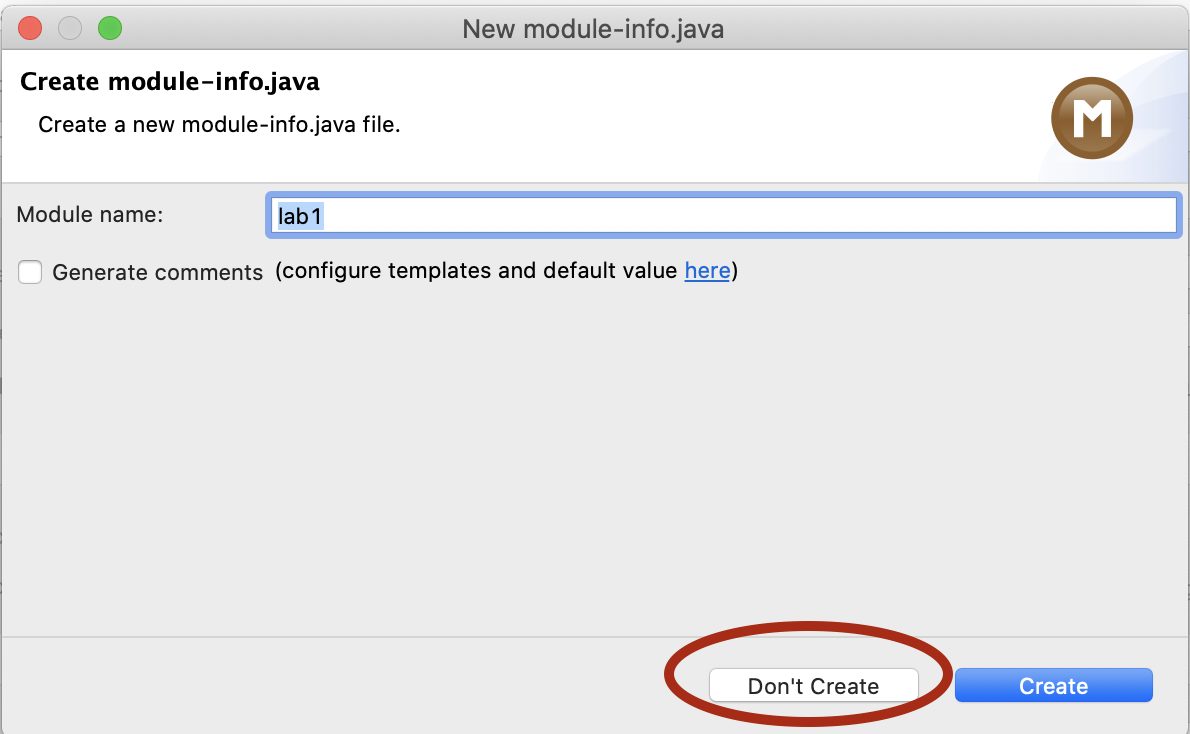 New module-info.java
Create module-info.java
Create a new module-info.java file.
M
Module name: lab1
Generate comments (configure templates and default value here)
Don't Create Create